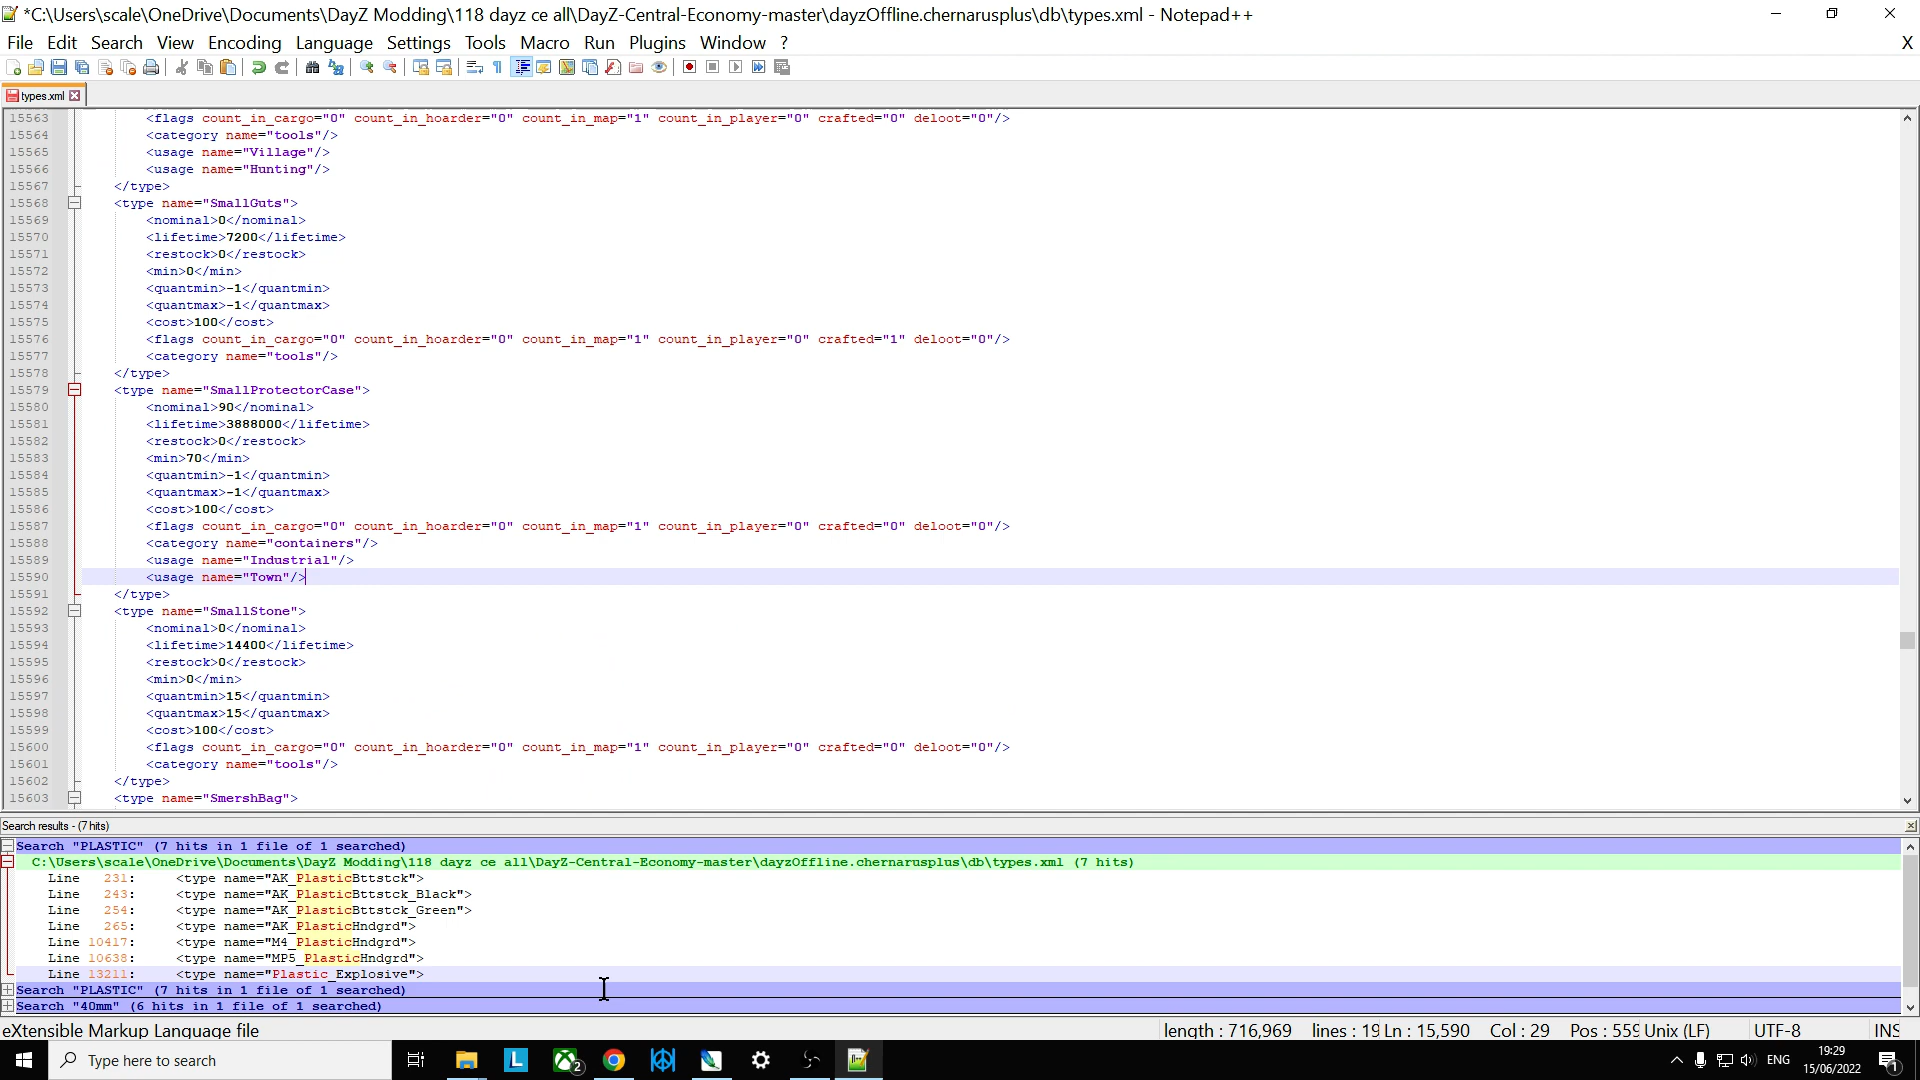 *C:\Users\scale\OneDrive\Documents\DayZ Modding\118 dayz ce all\DayZ-Central-Economy-master\dayzOffline.chernarusplus\db\types.xml - Notepad++
File Edit Search View Encoding Language Settings Tools Macro Run Plugins Window ? X
types.xml
15563 <flags count_in_cargo="0" count_in_hoarder="0" count_in_map="1" count_in_player="0" crafted="0" deloot="0"/>
15564 <category name="tools"/>
15565 <usage name="Village"/>
15566 <usage name="Hunting"/>
15567 </type>
15568 <type name="SmallGuts">
15569 <nominal>0</nominal>
15570 <lifetime>7200</lifetime>
15571 <restock>0</restock>
15572 <min>0</min>
15573 <quantmin>-1</quantmin>
15574 <quantmax>-1</quantmax>
15575 <cost>100</cost>
15576 <flags count_in_cargo="0" count_in_hoarder="0" count_in_map="1" count_in_player="0" crafted="1" deloot="0"/>
15577 <category name="tools"/>
15578 </type>
15579 <type name="SmallProtectorCase">
15580 <nominal>90</nominal>
15581 <lifetime>3888000</lifetime>
15582 <restock>0</restock>
15583 <min>70</min>
15584 <quantmin>-1</quantmin>
15585 <quantmax>-1</quantmax>
15586 <cost>100</cost>
15587 <flags count_in_cargo="0" count_in_hoarder="0" count_in_map="1" count_in_player="0" crafted="0" deloot="0"/>
15588 <category name="containers"/>
15589 <usage name="Industrial"/>
15590 <usage name="Town"/>
15591 </type>
15592 <type name="SmallStone">
15593 <nominal>0</nominal>
15594 <lifetime>14400</lifetime>
15595 <restock>0</restock>
15596 <min>0</min>
15597 <quantmin>15</quantmin>
15598 <quantmax>15</quantmax>
15599 <cost>100</cost>
15600 <flags count_in_cargo="0" count_in_hoarder="0" count_in_map="1" count_in_player="0" crafted="0" deloot="0"/>
15601 <category name="tools"/>
15602 </type>
15603 <type name="SmershBag">
Search results - (7 hits)
Search "PLASTIC" (7 hits in 1 file of 1 searched)
C:\Users\scale\OneDrive\Documents\DayZ Modding\118 dayz ce all\DayZ-Central-Economy-master\dayzOffline.chernarusplus\db\types.xml (7 hits)
Line 231: <type name="AK_PlasticBttstck">
Line 243: <type name="AK_PlasticBttstck_Black">
Line 254: <type name="AK_PlasticBttstck_Green">
Line 265: <type name="AK_PlasticHndgrd">
Line 10417: <type name="M4_PlasticHndgrd">
Line 10638: <type name="MP5_PlasticHndgrd">
Line 13211: <type name="Plastic_Explosive">
Search "PLASTIC" (7 hits in 1 file of 1 searched)
Search "40mm" (6 hits in 1 file of 1 searched)
eXtensible Markup Language file length : 716,969 lines : 19 Ln : 15,590 Col : 29 Pos : 559 Unix (LF) UTF-8 INS
Type here to search
2
ENG
19:29
15/06/2022
1